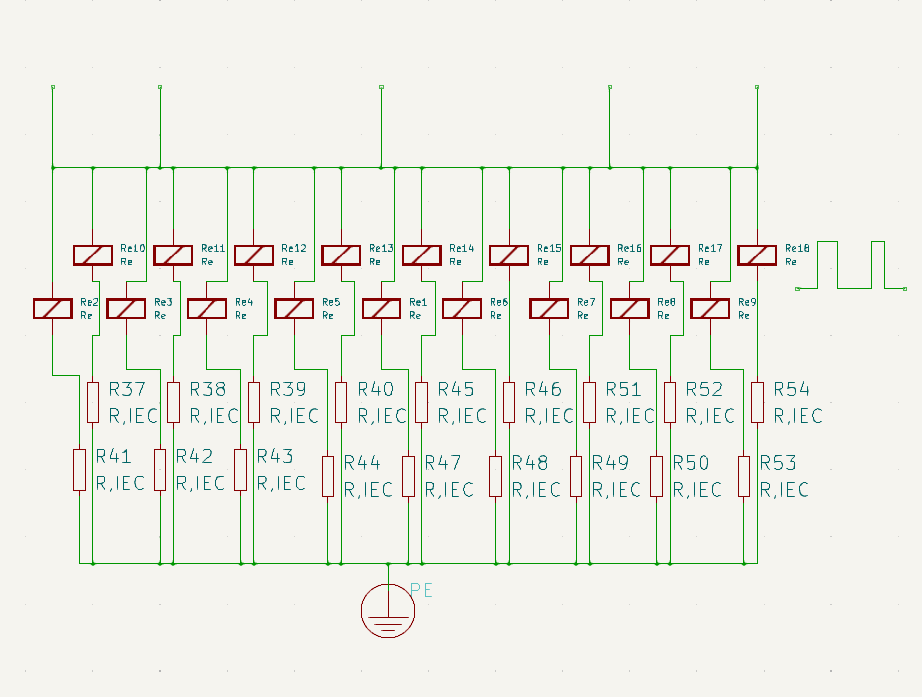 Re10 Re11 Re12 Re13 Re14 Re15 Re16 Re17 Re18
Re Re Re Re Re Re Re Re Re
Re2 Re3 Re4 Re5 Re1 Re6 Re7 Re8 Re9
Re Re Re Re Re Re Re Re Re
R37 R38 R39 R40 R45 R46 R51 R52 R54
R,IEC R,IEC R,IEC R,IEC R,IEC R,IEC R,IEC R,IEC R,IEC
R41 R42 R43 R44 R47 R48 R49 R50 R53
R,IEC R,IEC R,IEC R,IEC R,IEC R,IEC R,IEC R,IEC R,IEC
PE